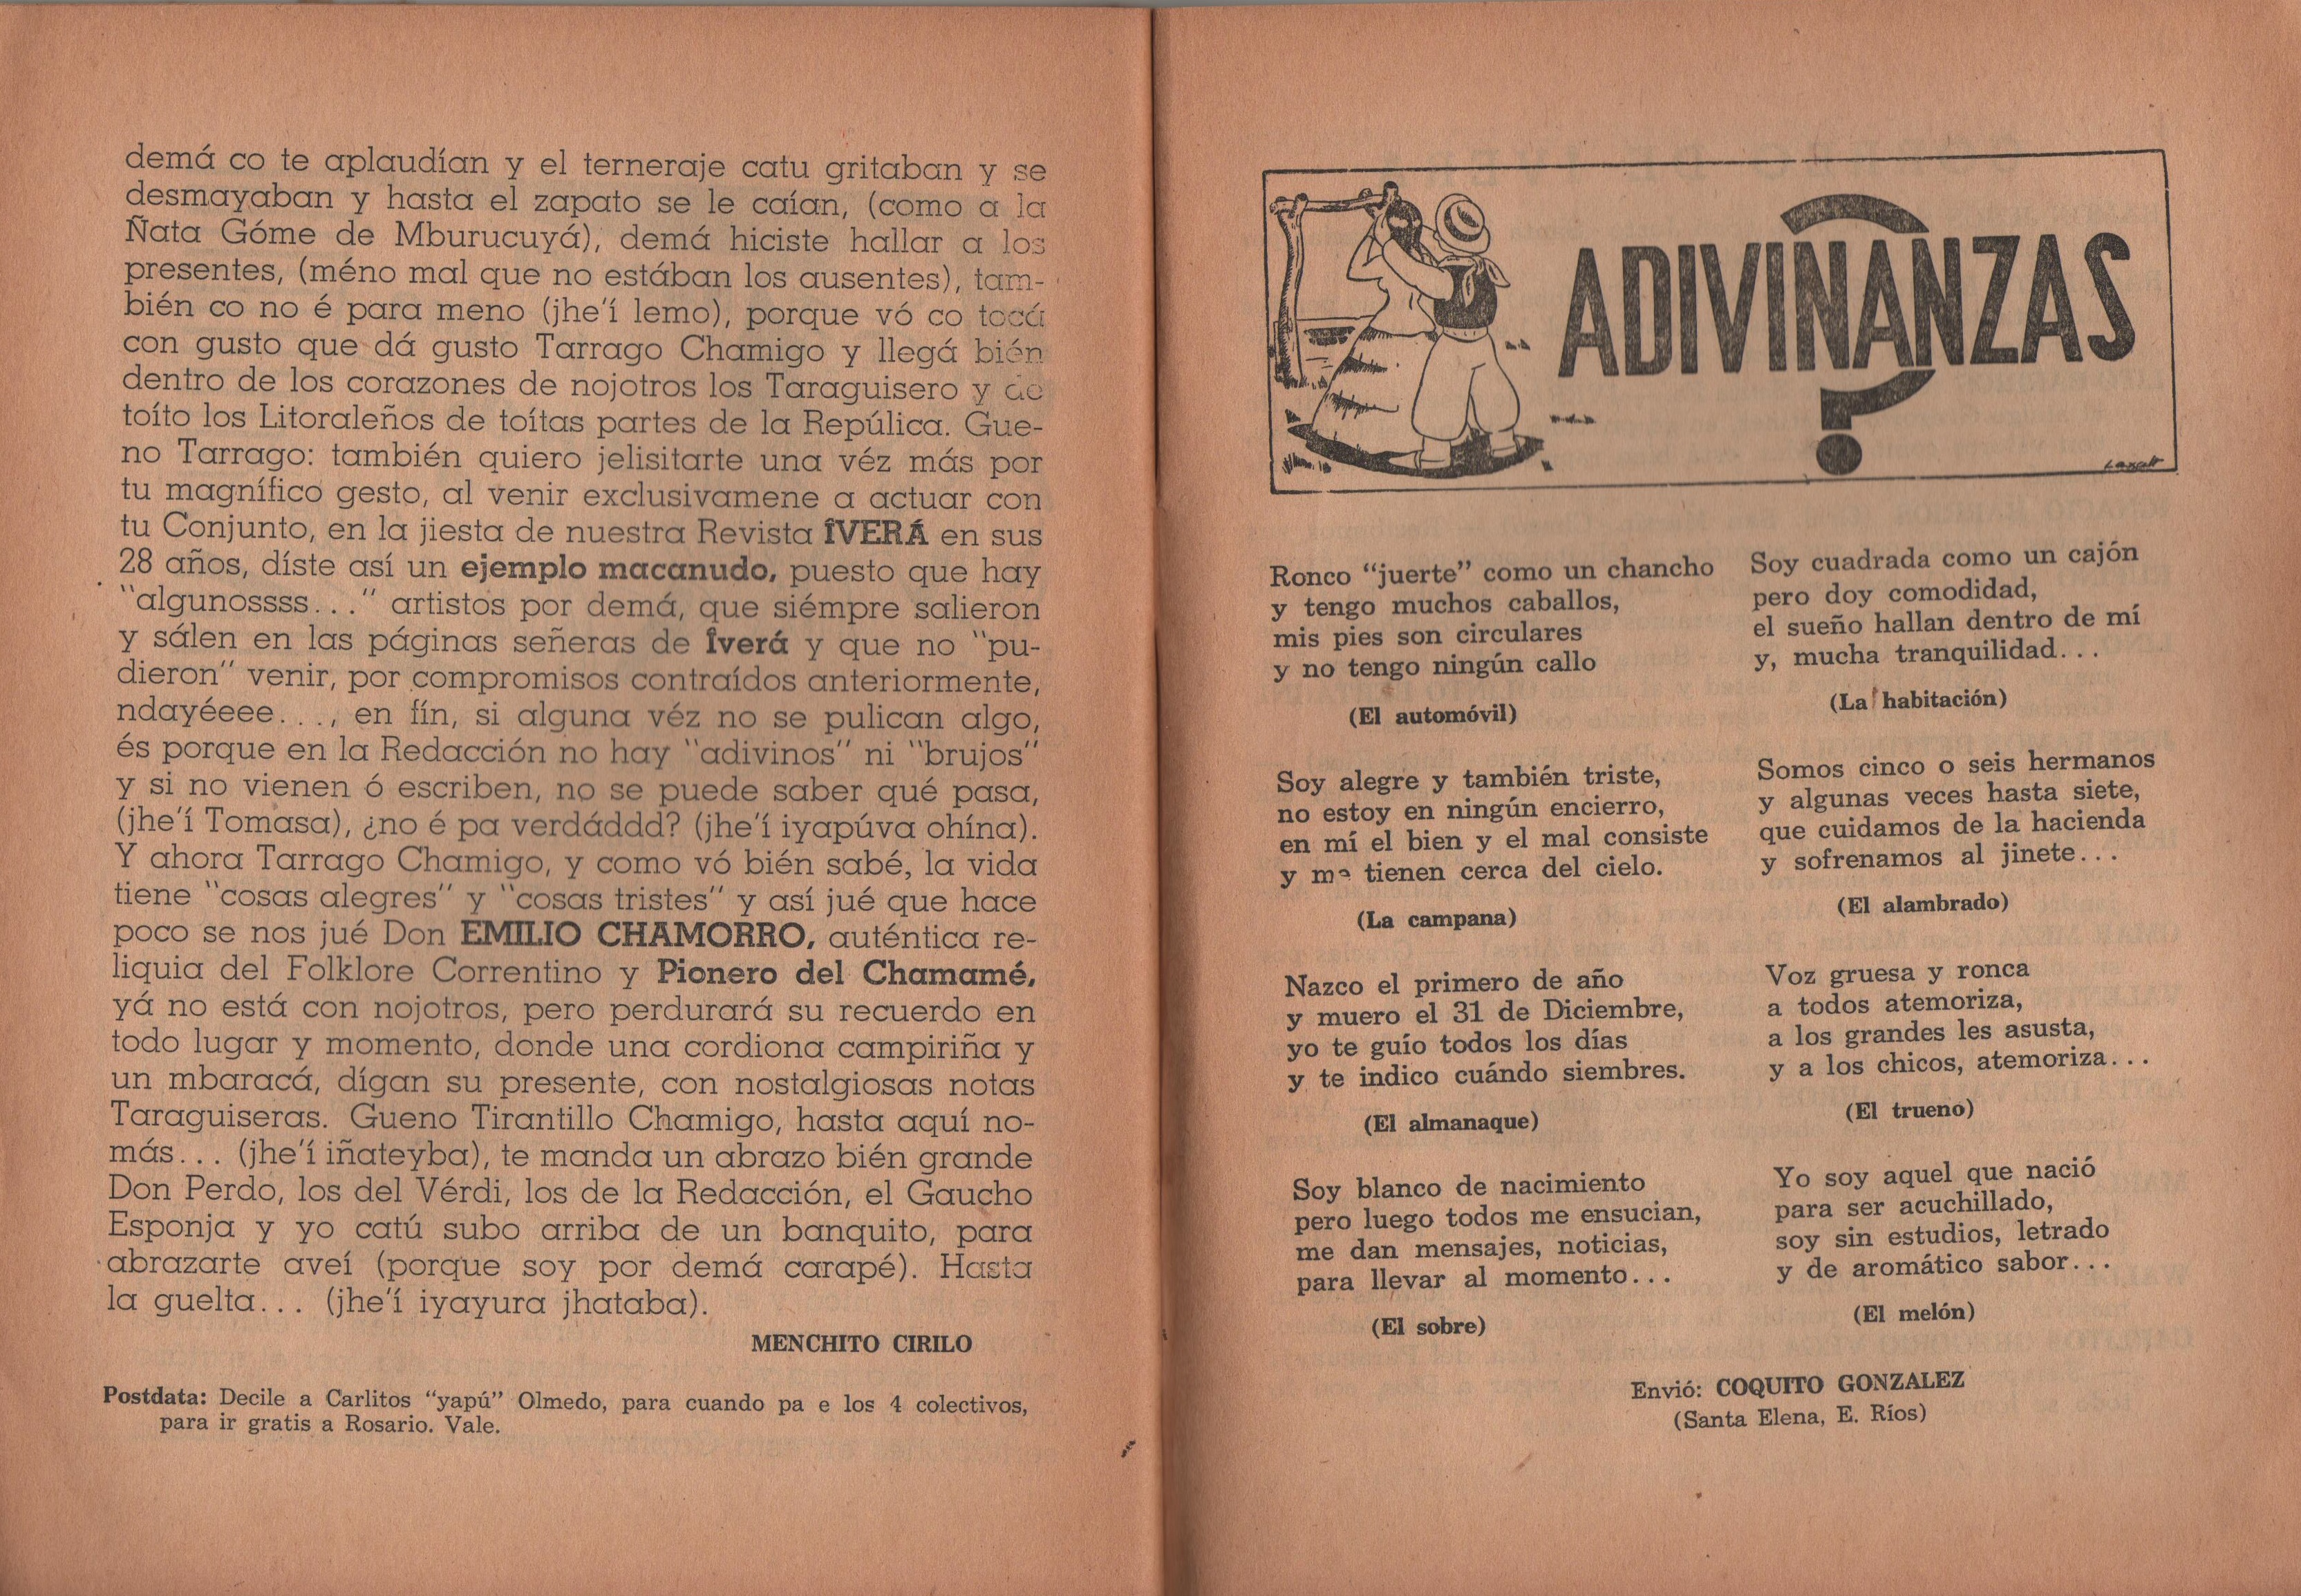 demá co te aplaudían y el terneraje catu gritaban y se
desmayaban y hasta el zapato se le caían, (como a la
Ñata Góme de Mburucuyá), demá hiciste hallar a los
presentes, (méno mal que no estában los ausentes), tam-
bién co no é para meno (jhe'í lemo), porque vó co tocá
con gusto que dá gusto Tarrago Chamigo y llegá bién
dentro de los corazones de nojotros los Taraguisero y de
toíto los Litoraleños de toítas partes de la Repúlica. Gue-
no Tarrago: también quiero jelisitarte una véz más por
tu magnífico gesto, al venir exclusivamene a actuar con
tu Conjunto, en la jiesta de nuestra Revista ÎVERÁ en sus
28 años, díste así un ejemplo macanudo, puesto que hay
"algunossss..." artistos por demá, que siémpre salieron
y sálen en las páginas señeras de Îverá y que no "pu-
dieron" venir, por compromisos contraídos anteriormente,
ndayéeee..., en fín, si alguna véz no se pulican algo,
és porque en la Redacción no hay "adivinos" ni "brujos"
y si no vienen ó escriben, no se puede saber qué pasa,
(jhe'í Tomasa), ¿no é pa verdáddd? (jhe'í iyapúva ohína).
Y ahora Tarrago Chamigo, y como vó bién sabé, la vida
tiene "cosas alegres" y "cosas tristes" y así jué que hace
poco se nos jué Don EMILIO CHAMORRO, auténtica re-
liquia del Folklore Correntino y Pionero del Chamamé,
yá no está con nojotros, pero perdurará su recuerdo en
todo lugar y momento, donde una cordiona campiriña y
un mbaracá, dígan su presente, con nostalgiosas notas
Taraguiseras. Gueno Tirantillo Chamigo, hasta aquí no-
más... (jhe'í iñateyba), te manda un abrazo bién grande
Don Perdo, los del Vérdi, los de la Redacción, el Gaucho
Esponja y yo catú subo arriba de un banquito, para
abrazarte aveí (porque soy por demá carapé). Hasta
la guelta... (jhe'í iyayura jhataba).
MENCHITO CIRILO
Postdata: Decile a Carlitos "yapú" Olmedo, para cuando pa e los 4 colectivos,
para ir gratis a Rosario. Vale.
ADIVINANZAS
?
Ronco "juerte" como un chancho
y tengo muchos caballos,
mis pies son circulares
y no tengo ningún callo
(El automóvil)
Soy alegre y también triste,
no estoy en ningún encierro,
en mí el bien y el mal consiste
y me tienen cerca del cielo.
(La campana)
Nazco el primero de año
y muero el 31 de Diciembre,
yo te guío todos los días
y te indico cuándo siembres.
(El almanaque)
Soy blanco de nacimiento
pero luego todos me ensucian,
me dan mensajes, noticias,
para llevar al momento...
(El sobre)
Soy cuadrada como un cajón
pero doy comodidad,
el sueño hallan dentro de mí
y, mucha tranquilidad...
(La habitación)
Somos cinco o seis hermanos
y algunas veces hasta siete,
que cuidamos de la hacienda
y sofrenamos al jinete...
(El alambrado)
Voz gruesa y ronca
a todos atemoriza,
a los grandes les asusta,
y a los chicos, atemoriza...
(El trueno)
Yo soy aquel que nació
para ser acuchillado,
soy sin estudios, letrado
y de aromático sabor...
(El melón)
Envió: COQUITO GONZALEZ
(Santa Elena, E. Ríos)